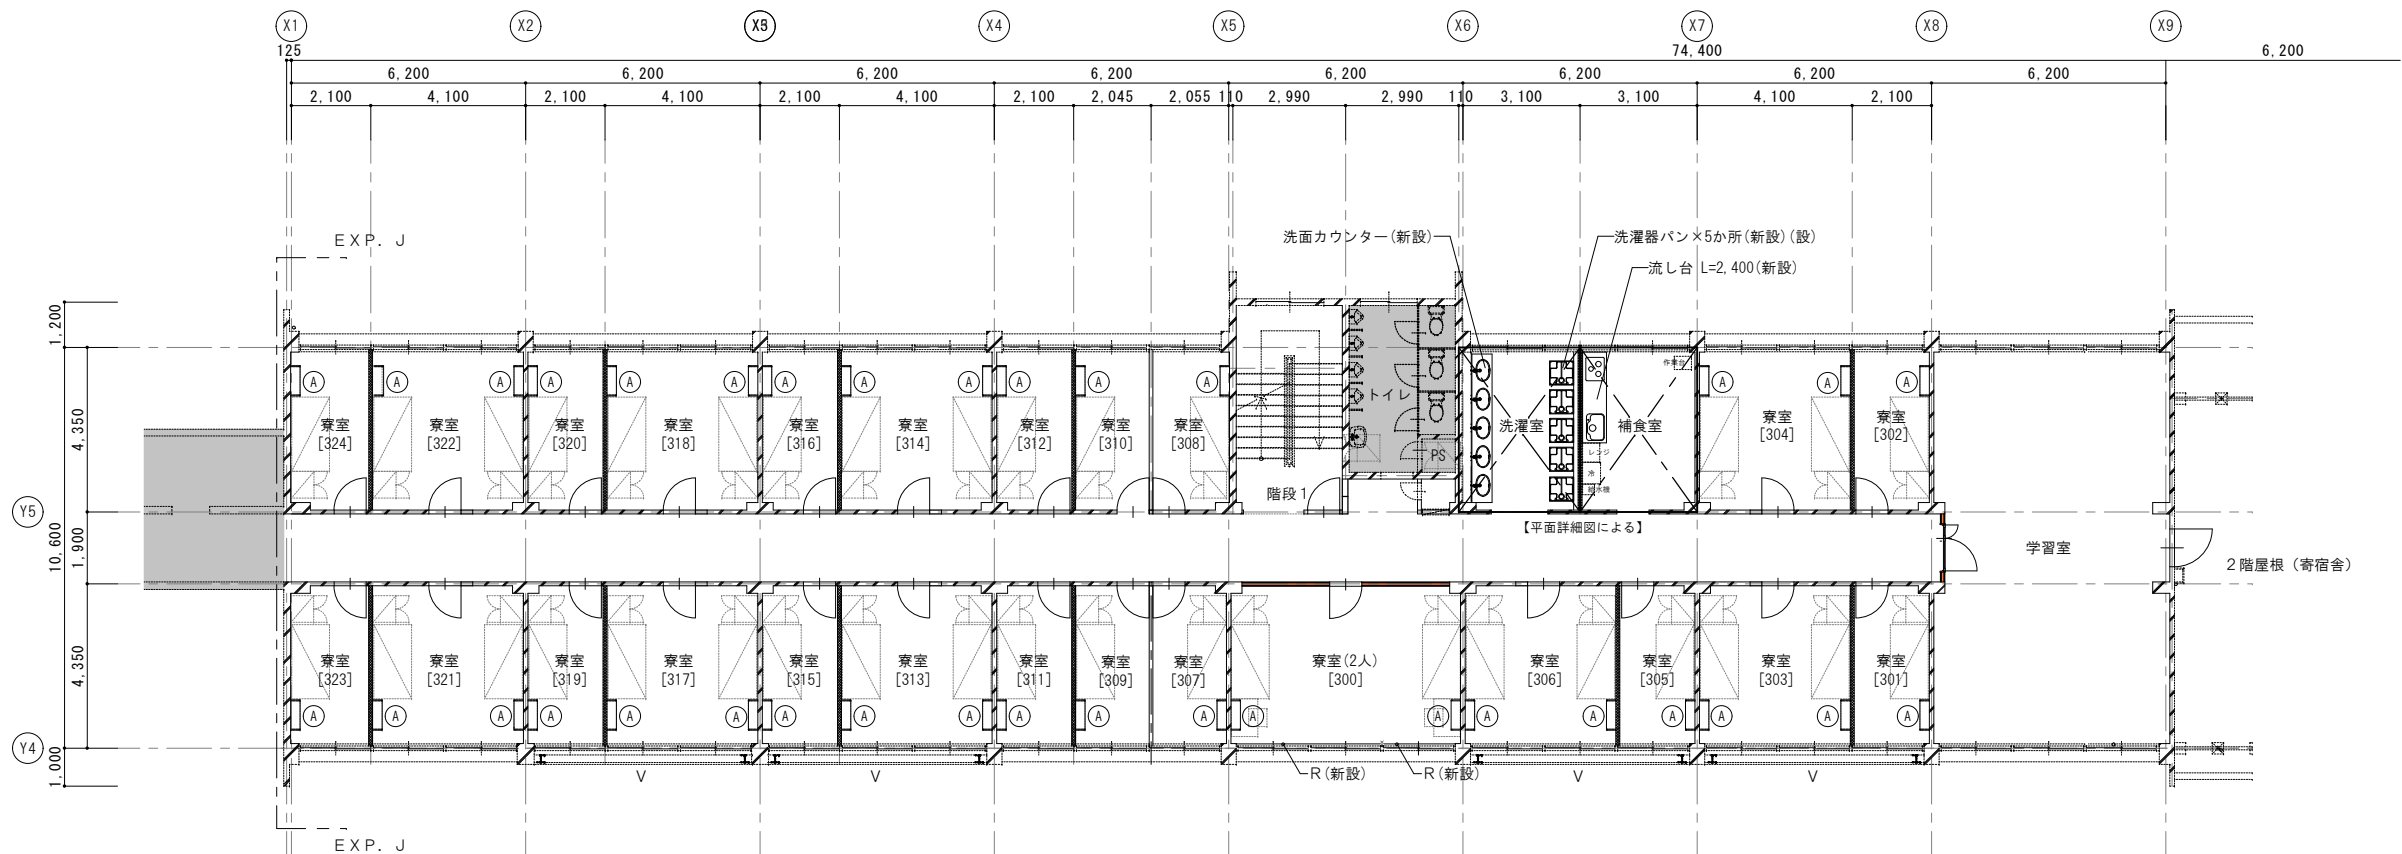 X1 X2 X3 X4 X5 X6 X7 X8 X9
125 74,400 6,200
6,200 6,200 6,200 6,200 6,200 6,200 6,200 6,200
2,100 4,100 2,100 4,100 2,100 4,100 2,100 2,045 2,055 110 2,990 2,990 110 3,100 3,100 4,100 2,100
EXP. J
洗面カウンター(新設)
洗濯器パン×5か所(新設)(設)
流し台 L=2,400(新設)
1,200
4,350
10,600
1,900
4,350
1,000
Y5
Y4
A A A A A A A A A A A A
作業台
トイレ
洗濯室
補食室
寮室 寮室 寮室 寮室 寮室 寮室 寮室 寮室 寮室 寮室 寮室
[324] [322] [320] [318] [316] [314] [312] [310] [308] [304] [302]
PS
レンジ
冷
給水機
階段1
【平面詳細図による】
学習室
2階屋根(寄宿舎)
寮室 寮室 寮室 寮室 寮室 寮室 寮室 寮室 寮室 寮室(2人) 寮室 寮室 寮室 寮室
[323] [321] [319] [317] [315] [313] [311] [309] [307] [300] [306] [305] [303] [301]
A A A A A A A A A A A A A A A A A A
V V R(新設) R(新設) V V
EXP. J